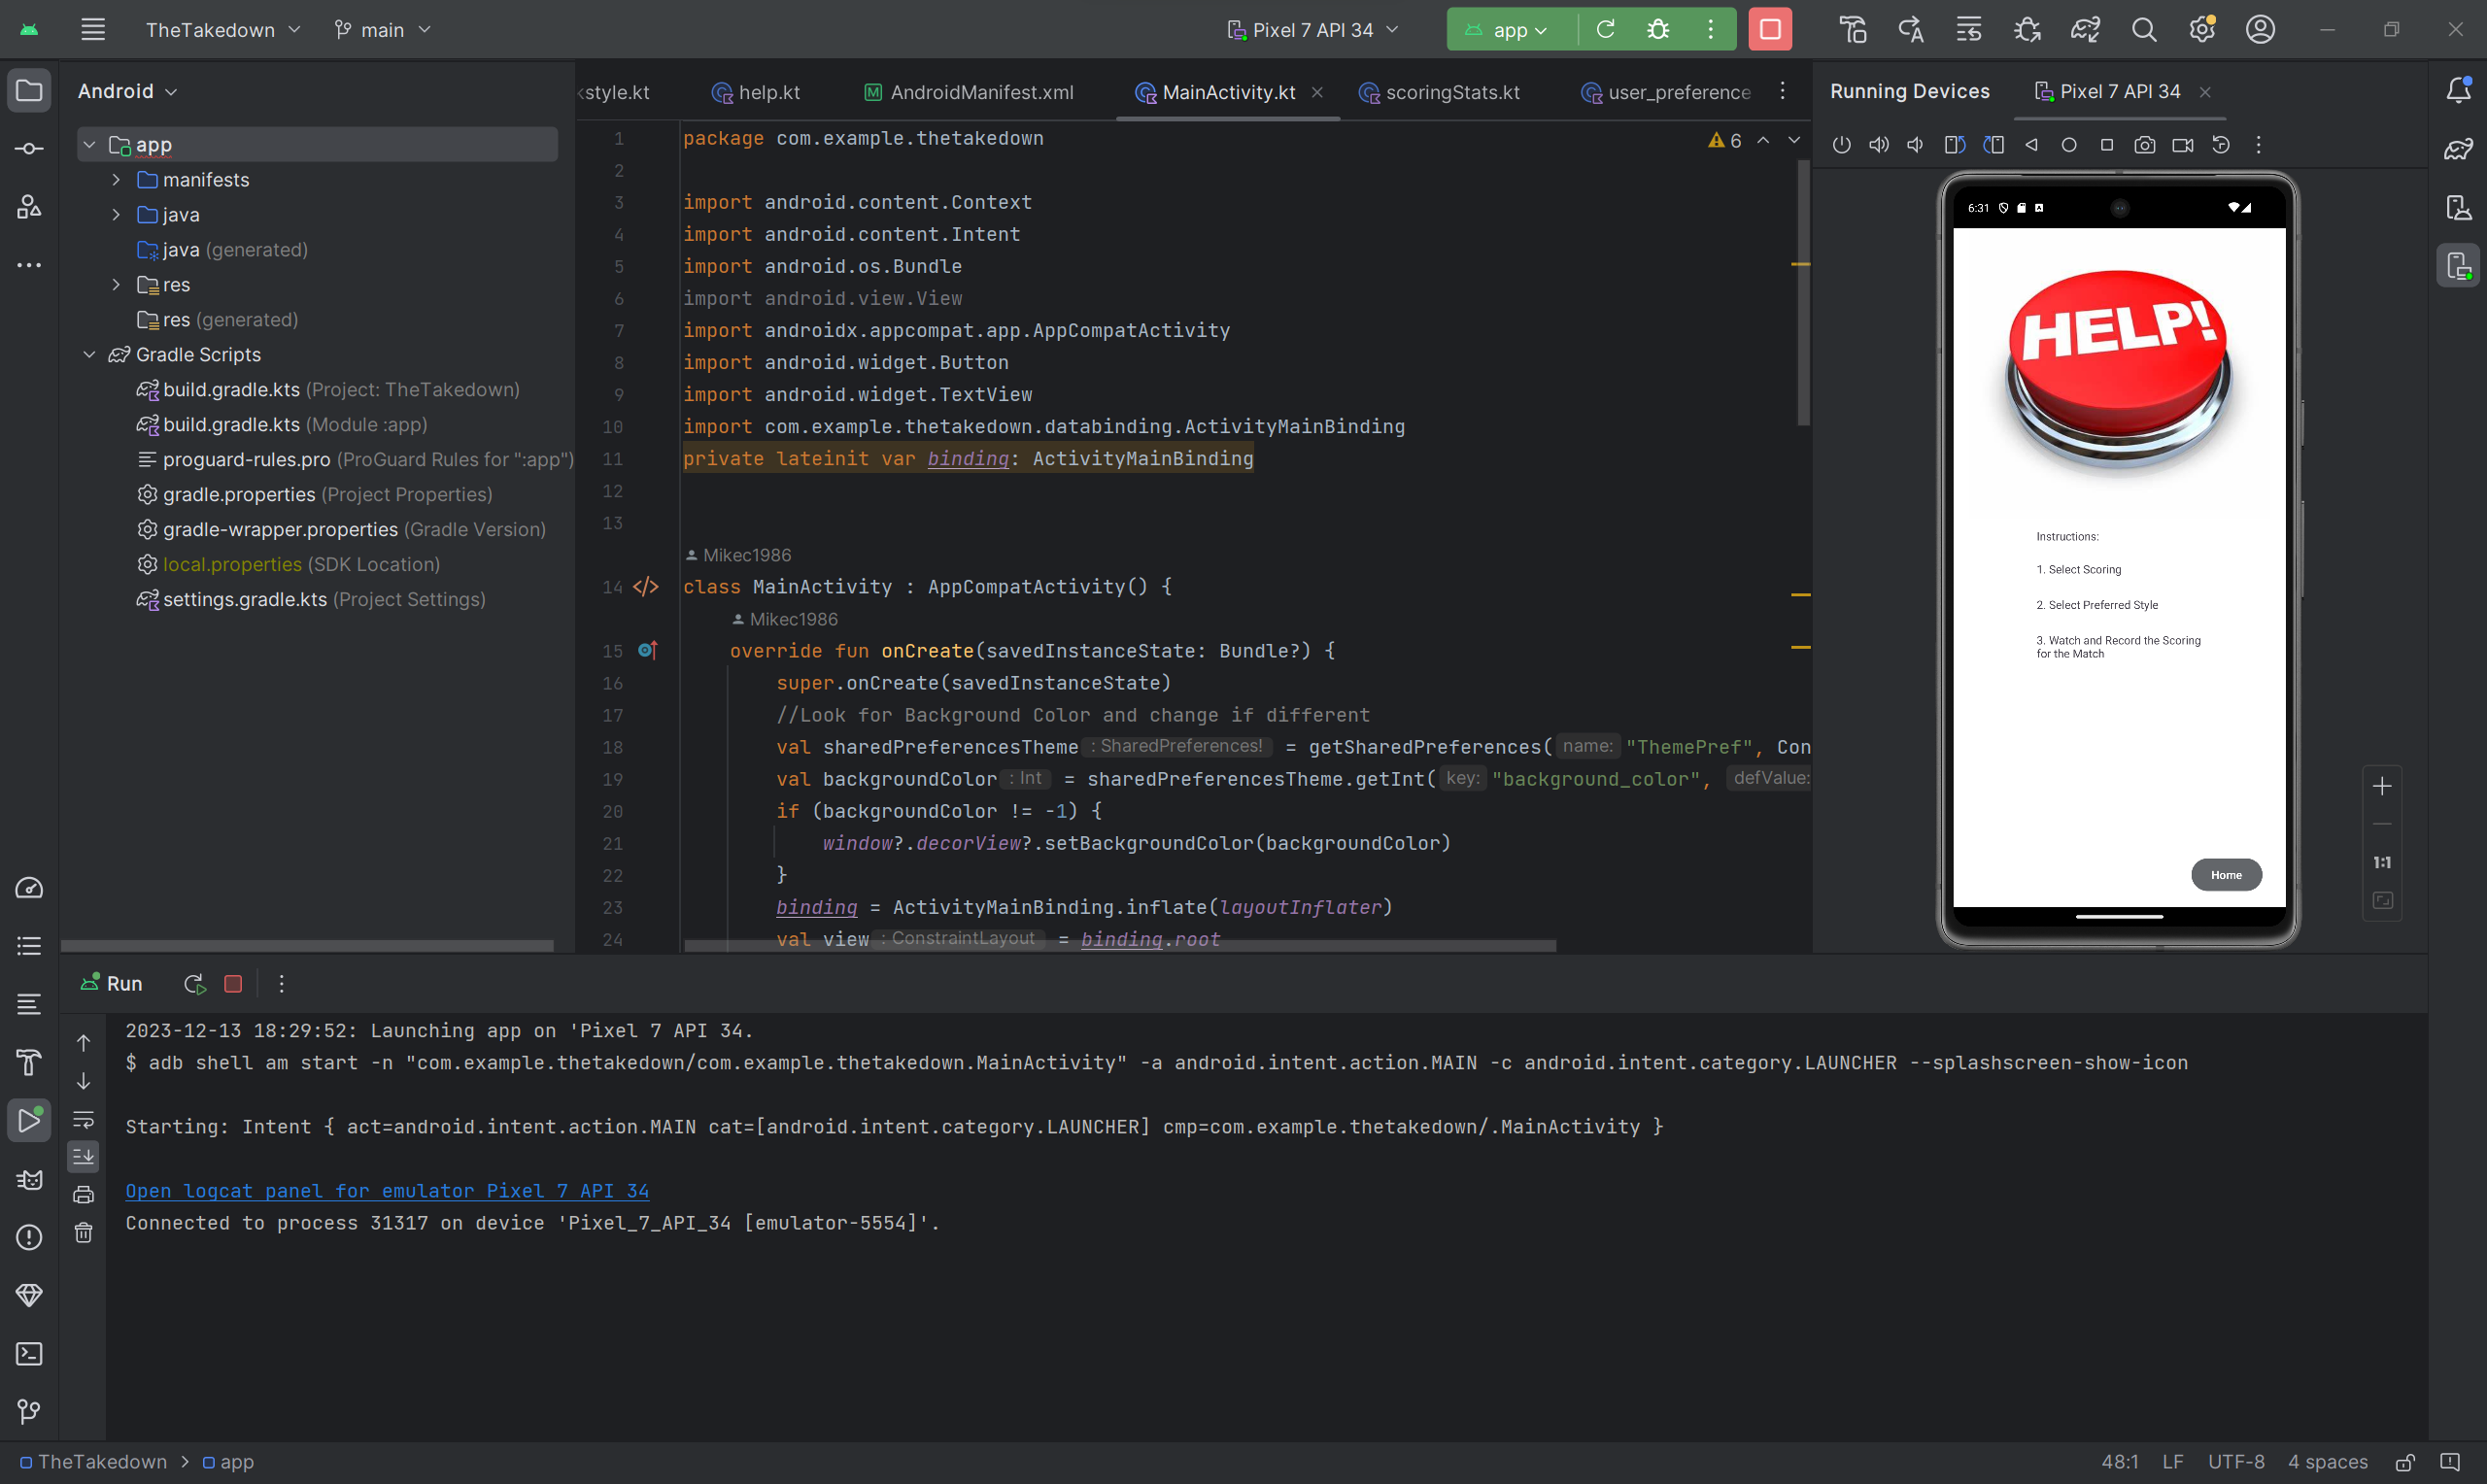 TheTakedown
main
Pixel 7 API 34
app
Android
style.kt
help.kt
AndroidManifest.xml
MainActivity.kt
scoringStats.kt
user_preference
Running Devices
Pixel 7 API 34
app
manifests
java
java (generated)
res
res (generated)
Gradle Scripts
build.gradle.kts (Project: TheTakedown)
build.gradle.kts (Module :app)
proguard-rules.pro (ProGuard Rules for ":app")
gradle.properties (Project Properties)
gradle-wrapper.properties (Gradle Version)
local.properties (SDK Location)
settings.gradle.kts (Project Settings)
6
1 package com.example.thetakedown
2
3 import android.content.Context
4 import android.content.Intent
5 import android.os.Bundle
6 import android.view.View
7 import androidx.appcompat.app.AppCompatActivity
8 import android.widget.Button
9 import android.widget.TextView
10 import com.example.thetakedown.databinding.ActivityMainBinding
11 private lateinit var binding: ActivityMainBinding
12
13
Mikec1986
14 class MainActivity : AppCompatActivity() {
Mikec1986
15 override fun onCreate(savedInstanceState: Bundle?) {
16 super.onCreate(savedInstanceState)
17 //Look for Background Color and change if different
18 val sharedPreferencesTheme : SharedPreferences! = getSharedPreferences( name: "ThemePref", Con
19 val backgroundColor : Int = sharedPreferencesTheme.getInt( key: "background_color", defValue:
20 if (backgroundColor != -1) {
21 window?.decorView?.setBackgroundColor(backgroundColor)
22 }
23 binding = ActivityMainBinding.inflate(layoutInflater)
24 val view : ConstraintLayout = binding.root
6:31
HELP!
Instructions:
1. Select Scoring
2. Select Preferred Style
3. Watch and Record the Scoring
for the Match
Home
1:1
Run
2023-12-13 18:29:52: Launching app on 'Pixel 7 API 34.
$ adb shell am start -n "com.example.thetakedown/com.example.thetakedown.MainActivity" -a android.intent.action.MAIN -c android.intent.category.LAUNCHER --splashscreen-show-icon
Starting: Intent { act=android.intent.action.MAIN cat=[android.intent.category.LAUNCHER] cmp=com.example.thetakedown/.MainActivity }
Open logcat panel for emulator Pixel 7 API 34
Connected to process 31317 on device 'Pixel_7_API_34 [emulator-5554]'.
TheTakedown > app
48:1
LF
UTF-8
4 spaces